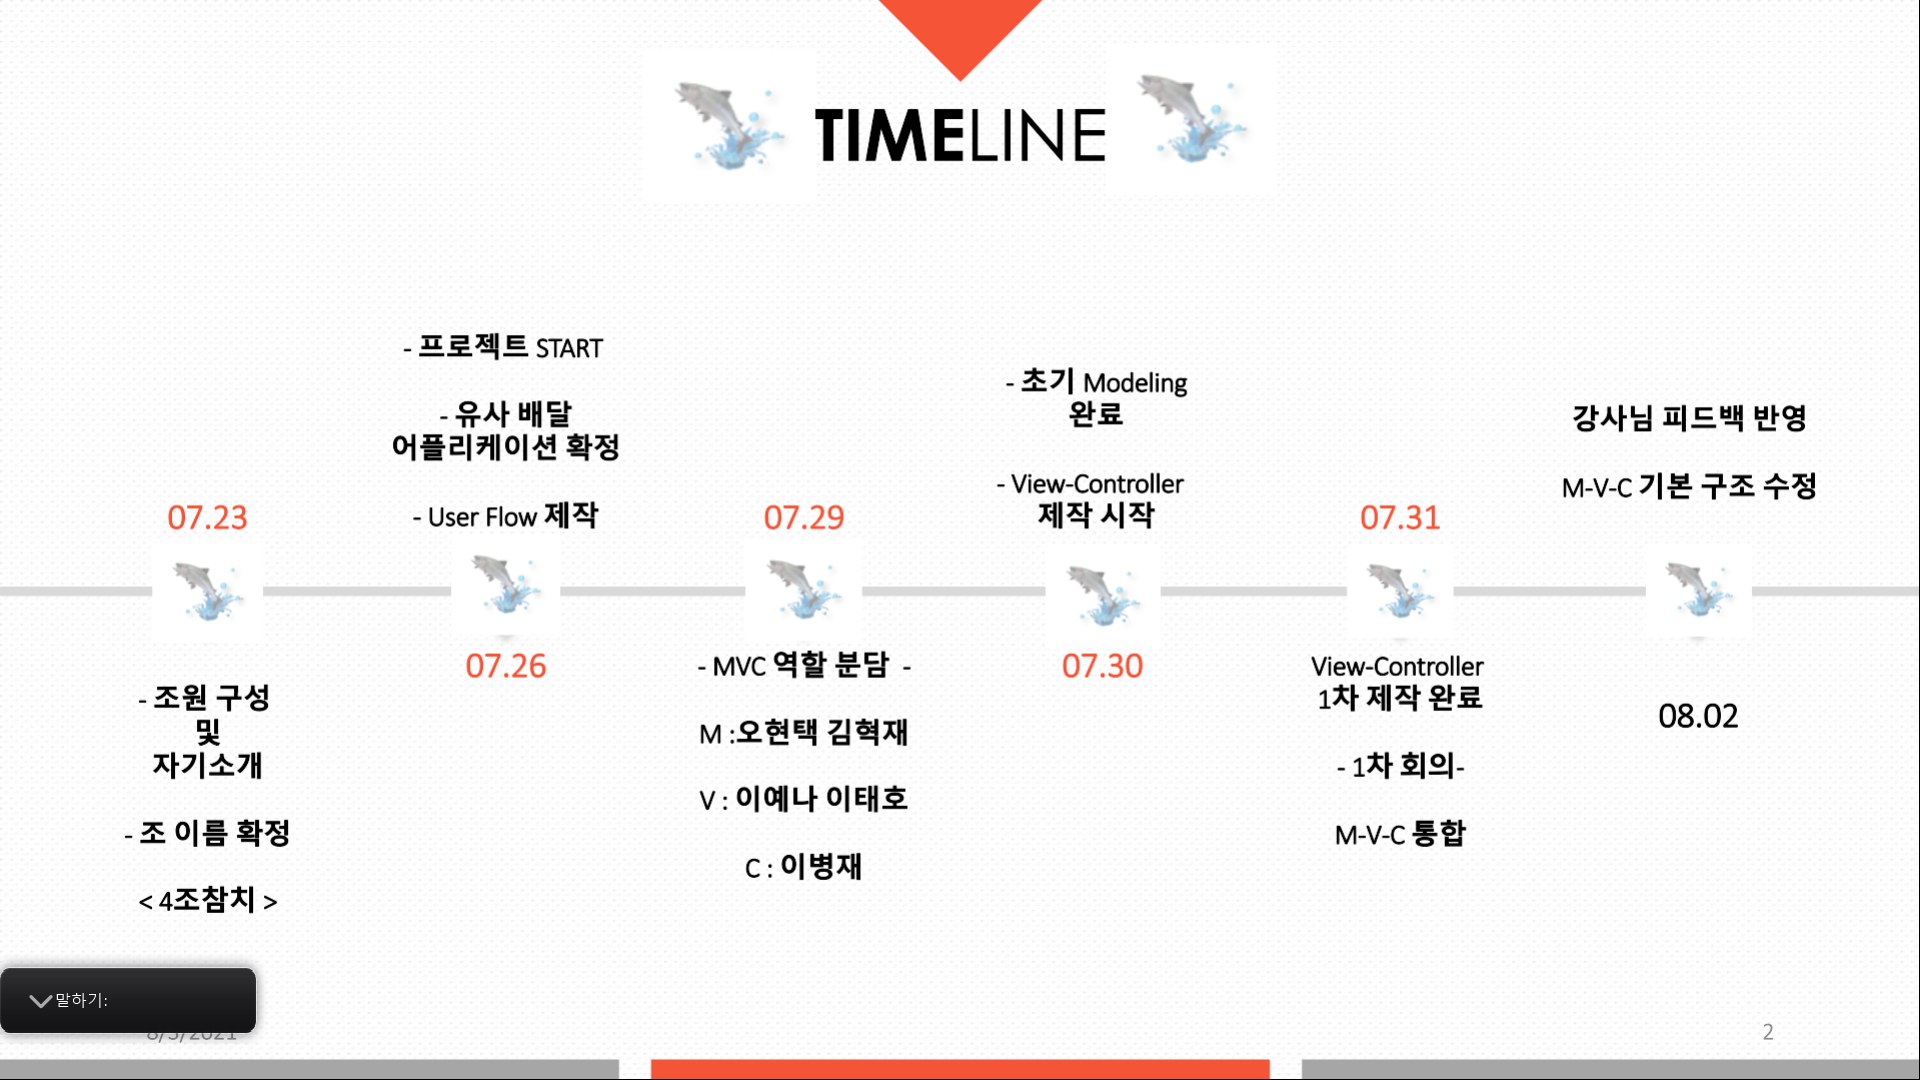 TIMELINE
07.23
- 조원 구성
및
자기소개
- 조 이름 확정
< 4조참치 >
- 프로젝트 START
- 유사 배달
어플리케이션 확정
- User Flow 제작
07.26
07.29
- MVC 역할 분담 -
M :오현택 김혁재
V : 이예나 이태호
C : 이병재
- 초기 Modeling
완료
- View-Controller
제작 시작
07.30
07.31
View-Controller
1차 제작 완료
- 1차 회의-
M-V-C 통합
강사님 피드백 반영
M-V-C 기본 구조 수정
08.02
말하기:
2